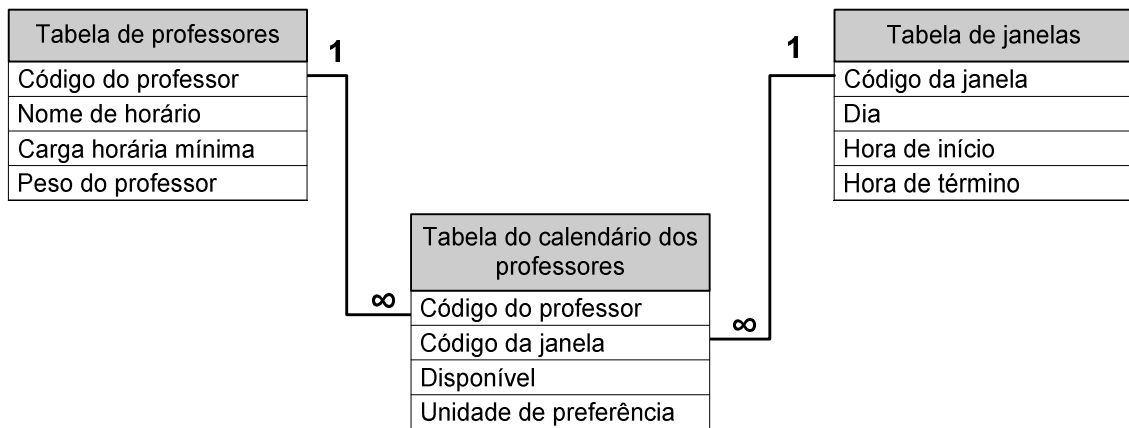 Tabela de professores
Código do professor
Nome de horário
Carga horária mínima
Peso do professor
1
∞
Tabela do calendário dos
professores
Código do professor
Código da janela
Disponível
Unidade de preferência
1
∞
Tabela de janelas
Código da janela
Dia
Hora de início
Hora de término